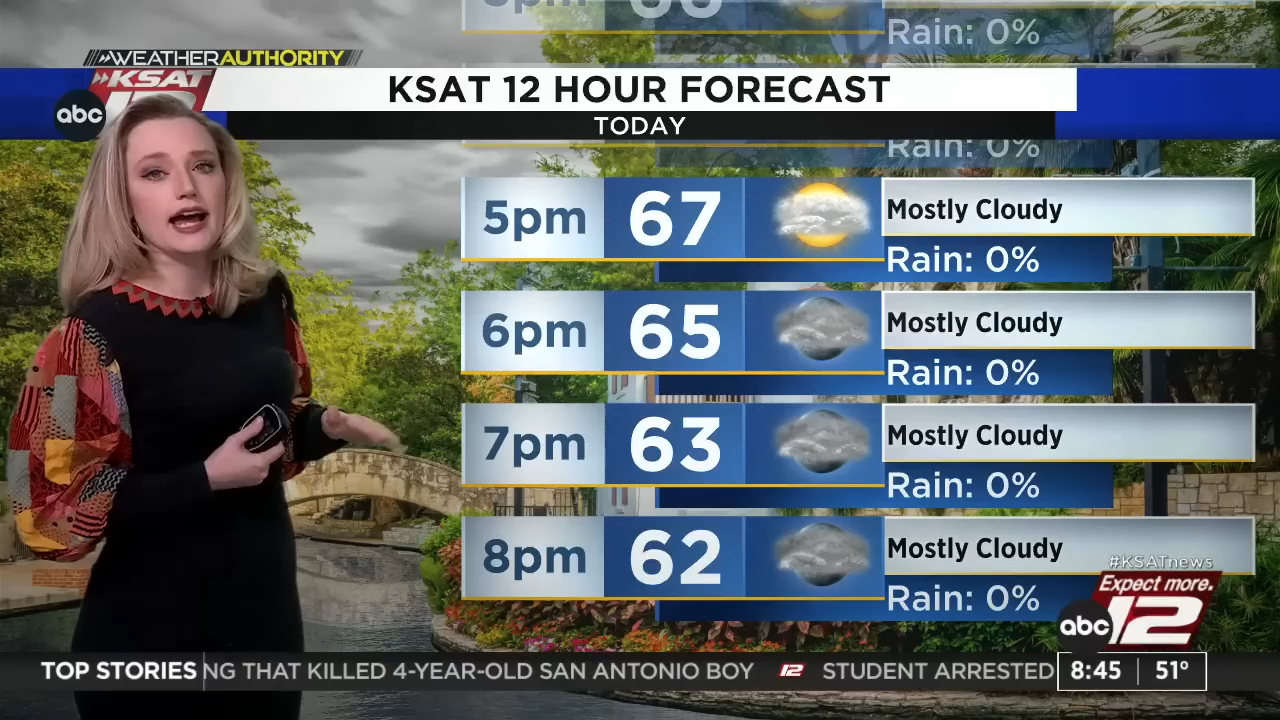 Rain: 0%
WEATHER AUTHORITY
KSAT
abc
KSAT 12 HOUR FORECAST
TODAY
Rain: 0%
5pm 67 Mostly Cloudy
Rain: 0%
6pm 65 Mostly Cloudy
Rain: 0%
7pm 63 Mostly Cloudy
Rain: 0%
8pm 62 Mostly Cloudy
Rain: 0%
#KSATnews
Expect more.
abc 12
TOP STORIES NG THAT KILLED 4-YEAR-OLD SAN ANTONIO BOY 12 STUDENT ARRESTED 8:45 51°